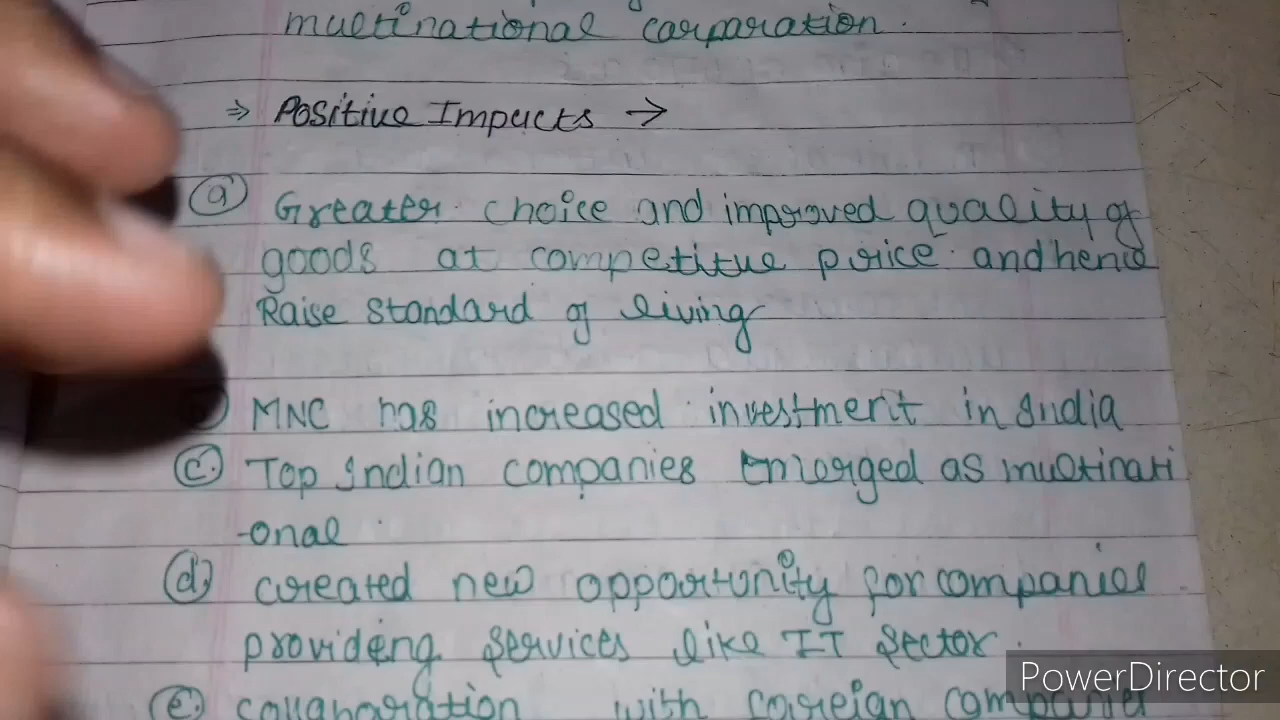 multinational carparation.
⇒ Positive Impacts →
(a) Greater choice and improved quality of
goods at competitive price and hence
Raise Standard of living
MNC has increased investment in India
(c) Top Indian companies Emerged as multinati
-onal
(d) created new opportunity for companies
providing services like IT Sector.
(e) collaboration with foreign companies
PowerDirector